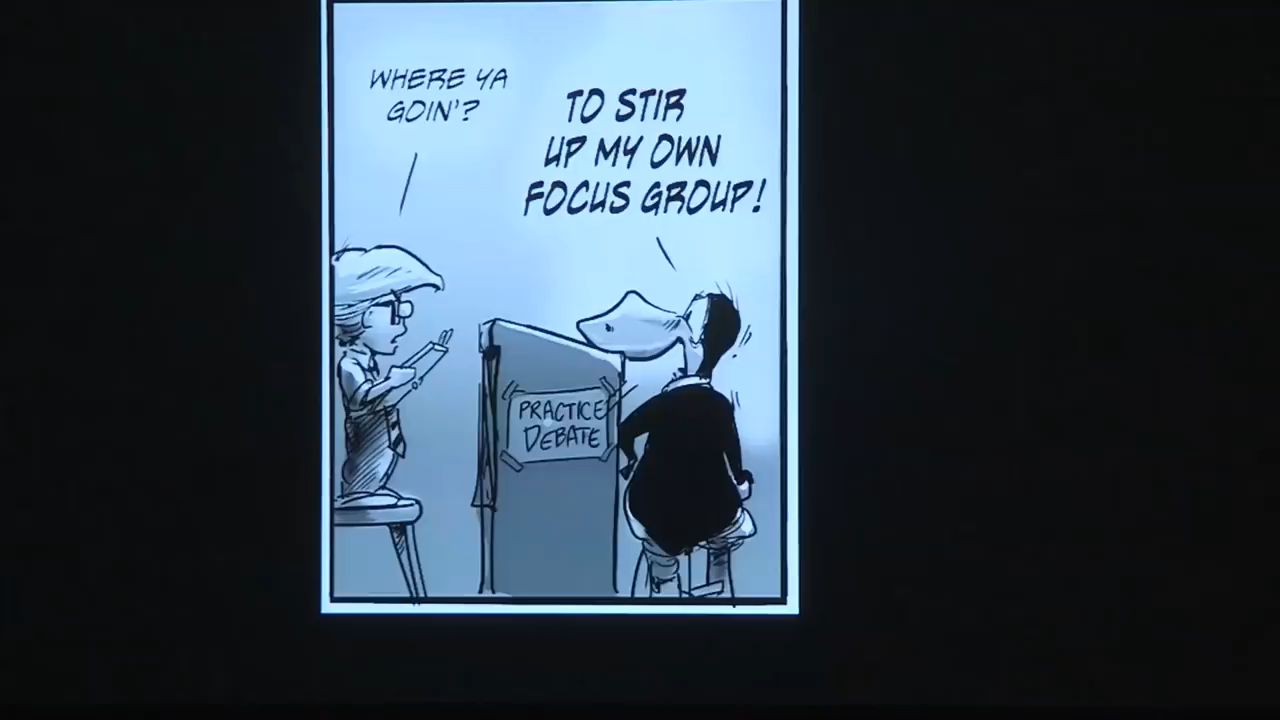 WHERE YA
GOIN'?
TO STIR
UP MY OWN
FOCUS GROUP!
PRACTICE
DEBATE